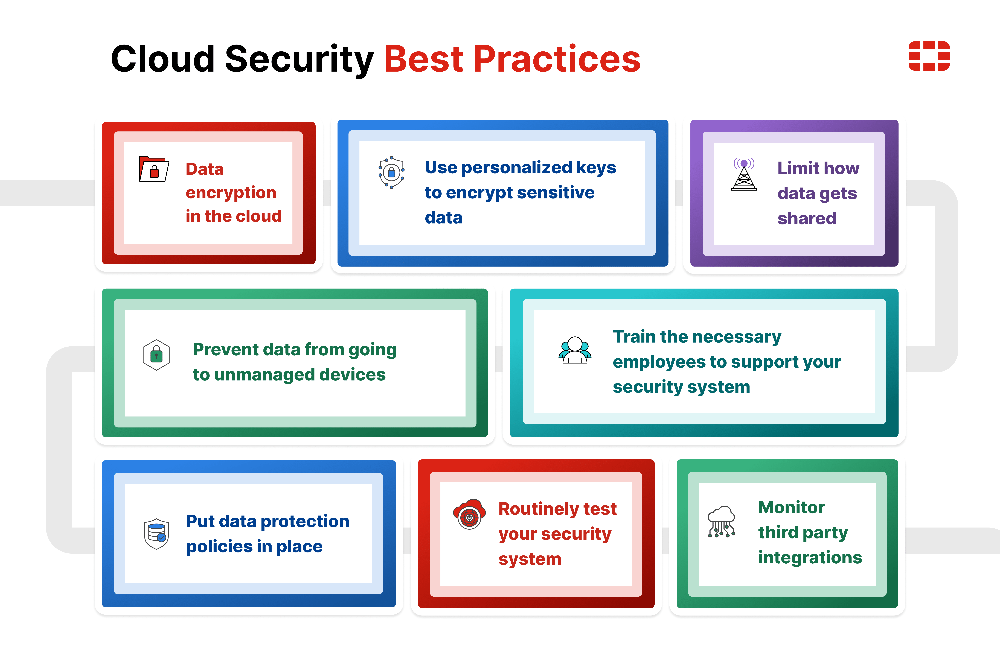 Cloud Security Best Practices
Data
encryption
in the cloud
Use personalized keys
to encrypt sensitive
data
Limit how
data gets
shared
Prevent data from going
to unmanaged devices
Train the necessary
employees to support your
security system
Put data protection
policies in place
Routinely test
your security
system
Monitor
third party
integrations